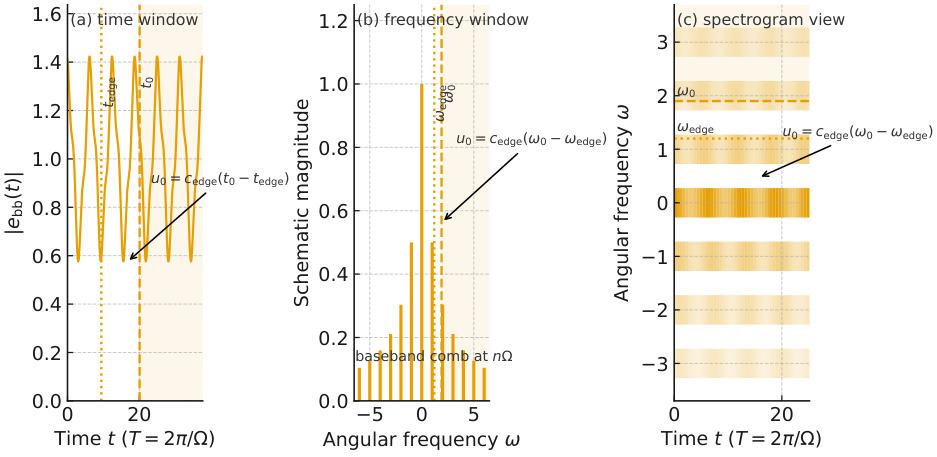 (a) time window
|e_bb(t)|
1.6
1.4
1.2
1.0
0.8
0.6
0.4
0.2
0.0
t_edge
t_0
u_0 = c_edge(t_0 − t_edge)
0
20
Time t (T = 2π/Ω)
(b) frequency window
Schematic magnitude
1.2
1.0
0.8
0.6
0.4
0.2
0.0
ω_edge
ω_0
u_0 = c_edge(ω_0 − ω_edge)
baseband comb at nΩ
−5
0
5
Angular frequency ω
(c) spectrogram view
Angular frequency ω
3
2
1
0
−1
−2
−3
ω_0
ω_edge
u_0 = c_edge(ω_0 − ω_edge)
0
20
Time t (T = 2π/Ω)